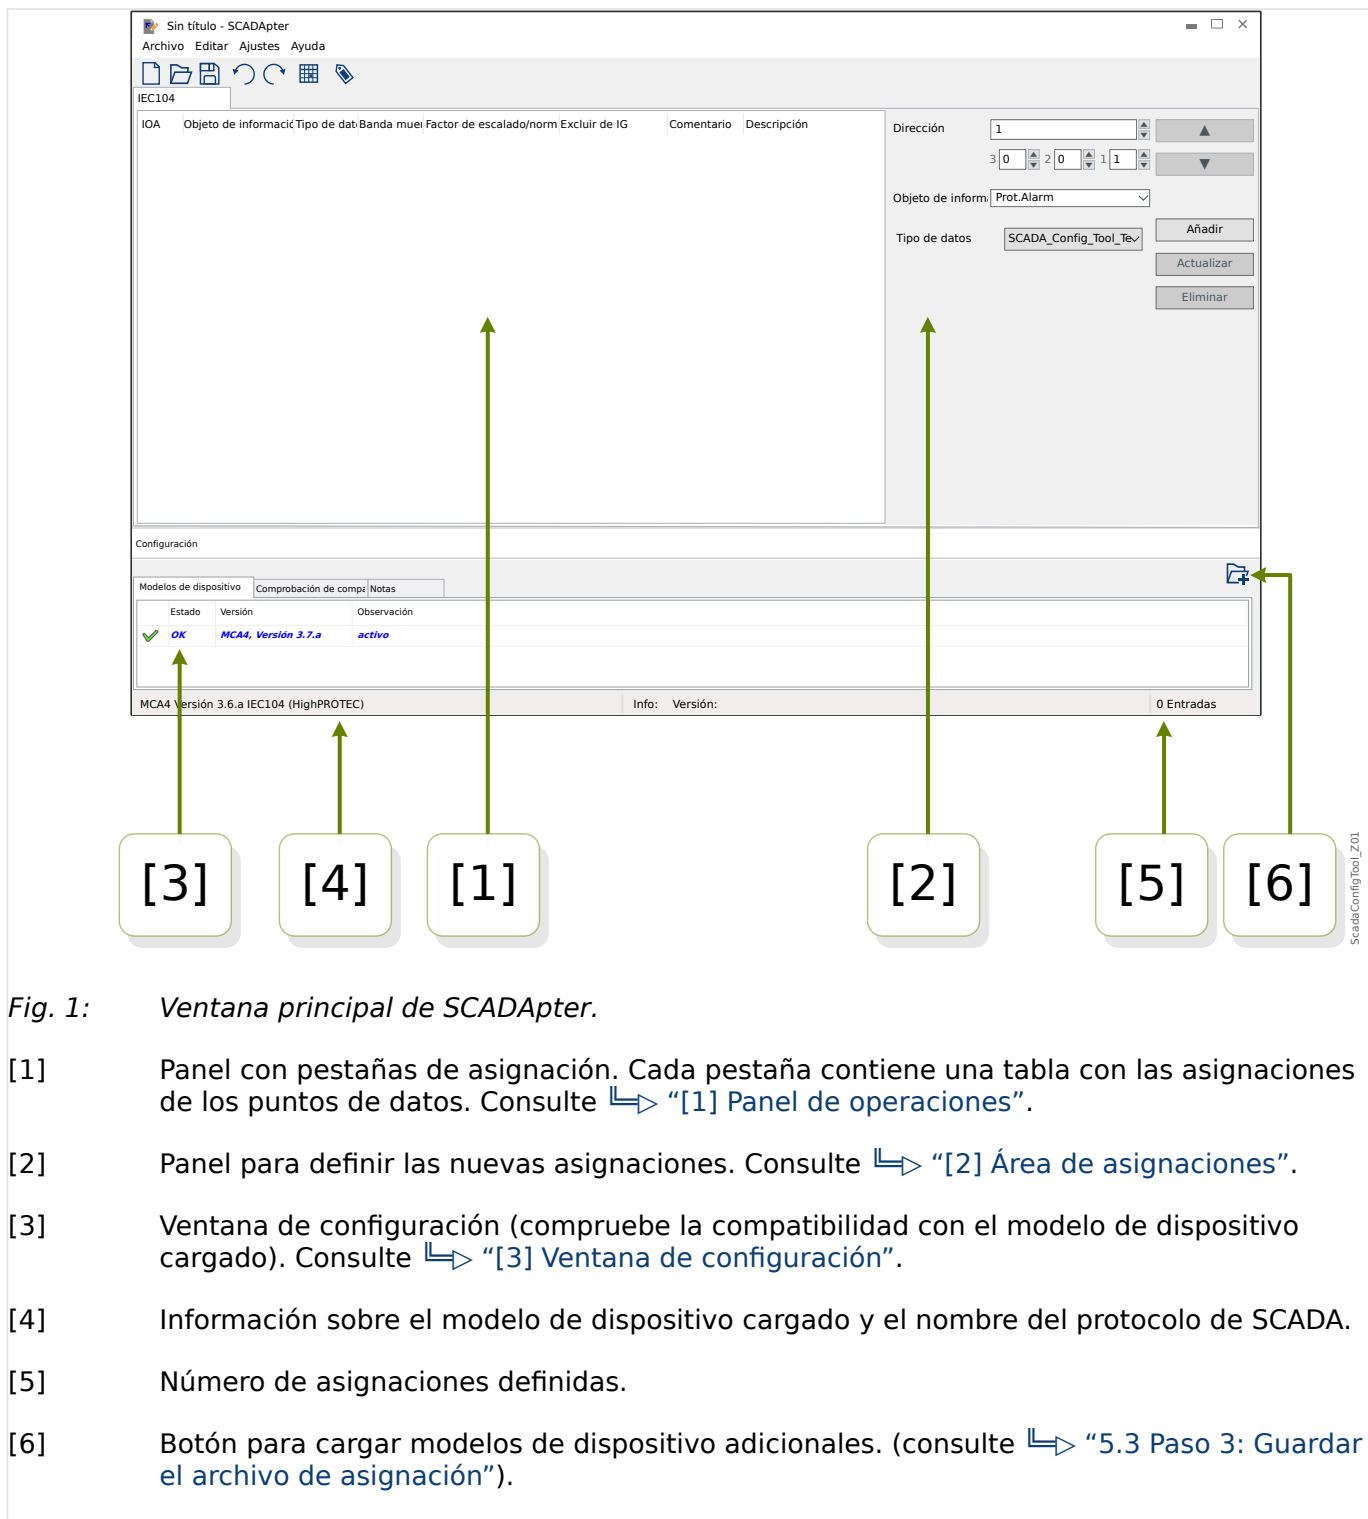 Sin título - SCADApter
Archivo Editar Ajustes Ayuda
IEC104
IOA Objeto de informació Tipo de dat Banda mue Factor de escalado/norm Excluir de IG Comentario Descripción
Dirección 1 ▲
3 0 2 0 1 1 ▼
Objeto de inform Prot.Alarm
Tipo de datos SCADA_Config_Tool_Te
Añadir
Actualizar
Eliminar
Configuración
Modelos de dispositivo Comprobación de compa Notas
Estado Versión Observación
OK MCA4, Versión 3.7.a activo
MCA4 Versión 3.6.a IEC104 (HighPROTEC) Info: Versión: 0 Entradas
[3] [4] [1] [2] [5] [6]
ScadaConfigTool_Z01
Fig. 1: Ventana principal de SCADApter.
[1] Panel con pestañas de asignación. Cada pestaña contiene una tabla con las asignaciones
de los puntos de datos. Consulte “[1] Panel de operaciones”.
[2] Panel para definir las nuevas asignaciones. Consulte “[2] Área de asignaciones”.
[3] Ventana de configuración (compruebe la compatibilidad con el modelo de dispositivo
cargado). Consulte “[3] Ventana de configuración”.
[4] Información sobre el modelo de dispositivo cargado y el nombre del protocolo de SCADA.
[5] Número de asignaciones definidas.
[6] Botón para cargar modelos de dispositivo adicionales. (consulte “5.3 Paso 3: Guardar
el archivo de asignación”).